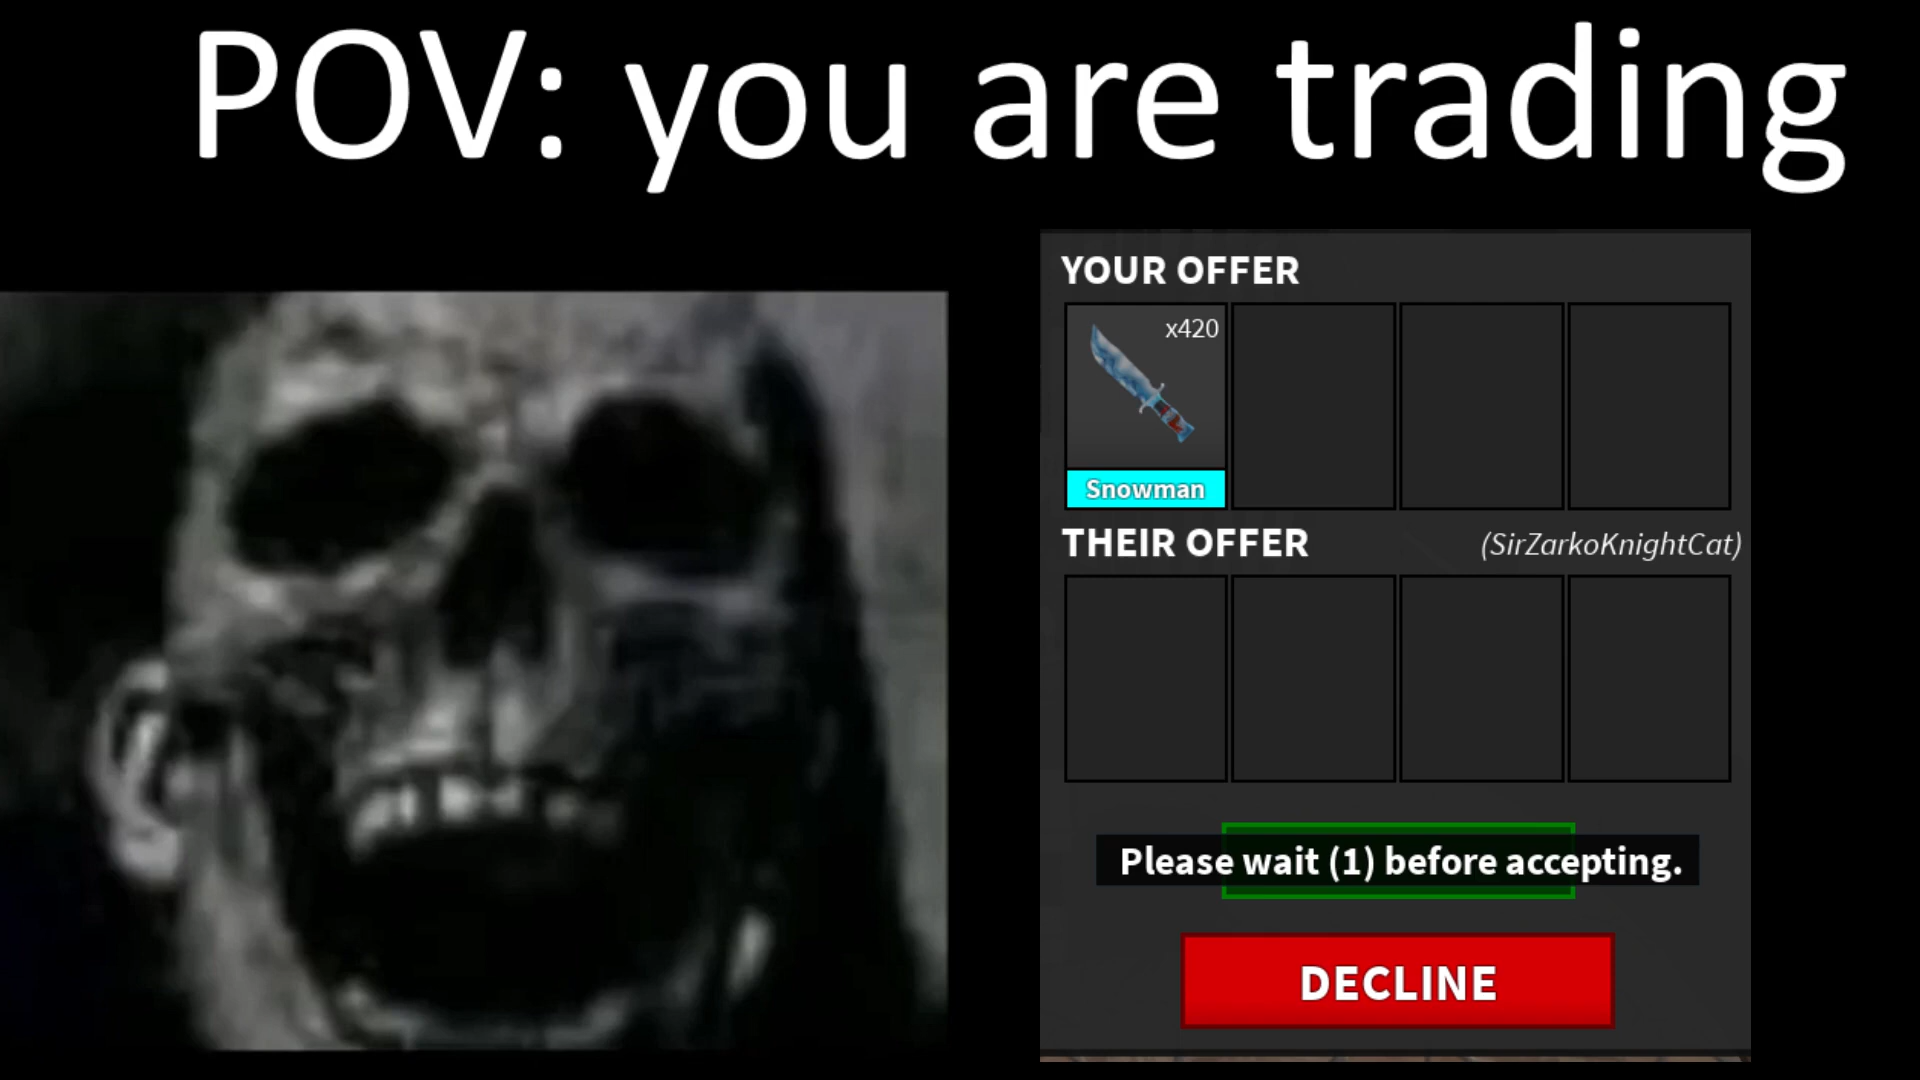 POV: you are trading
YOUR OFFER
x420
Snowman
THEIR OFFER (SirZarkoKnightCat)
Please wait (1) before accepting.
DECLINE